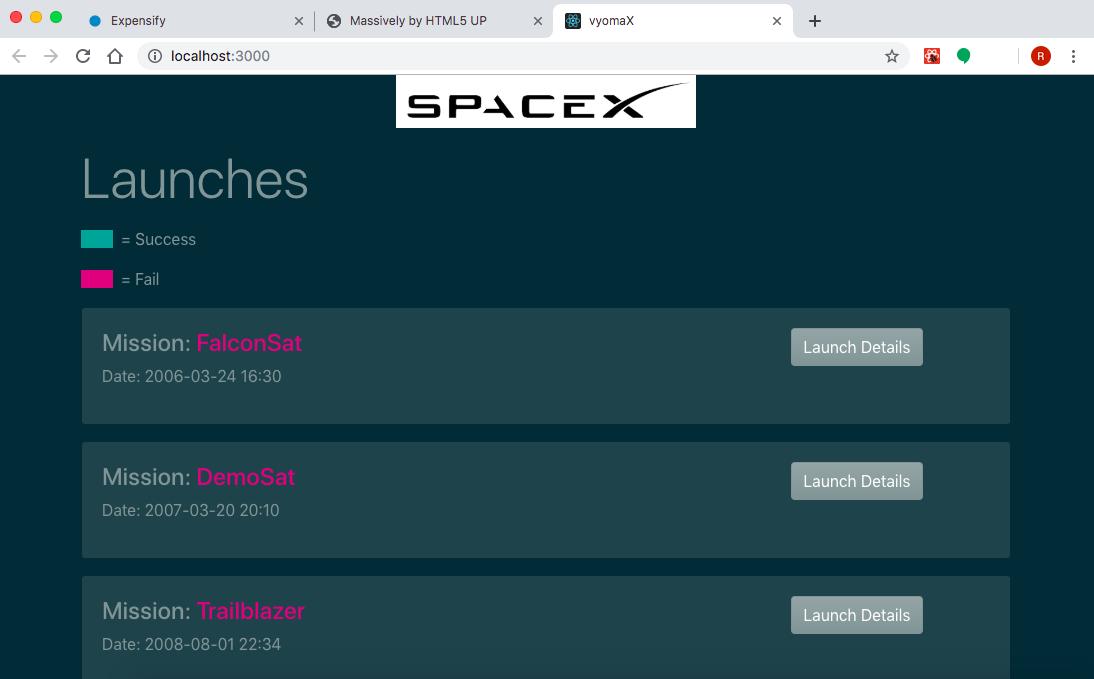 Expensify
Massively by HTML5 UP
vyomaX
localhost:3000
R
SPACEX
Launches
= Success
= Fail
Mission: FalconSat
Launch Details
Date: 2006-03-24 16:30
Mission: DemoSat
Launch Details
Date: 2007-03-20 20:10
Mission: Trailblazer
Launch Details
Date: 2008-08-01 22:34